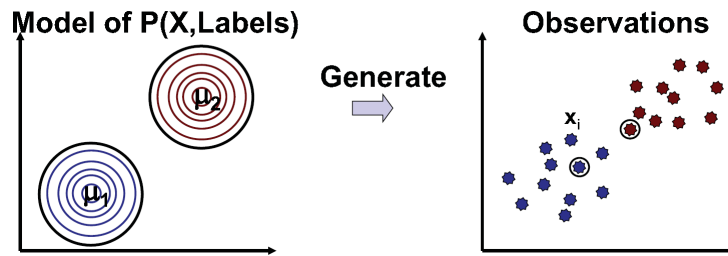 Model of P(X,Labels)
Observations
Generate
μ2
μ1
xi